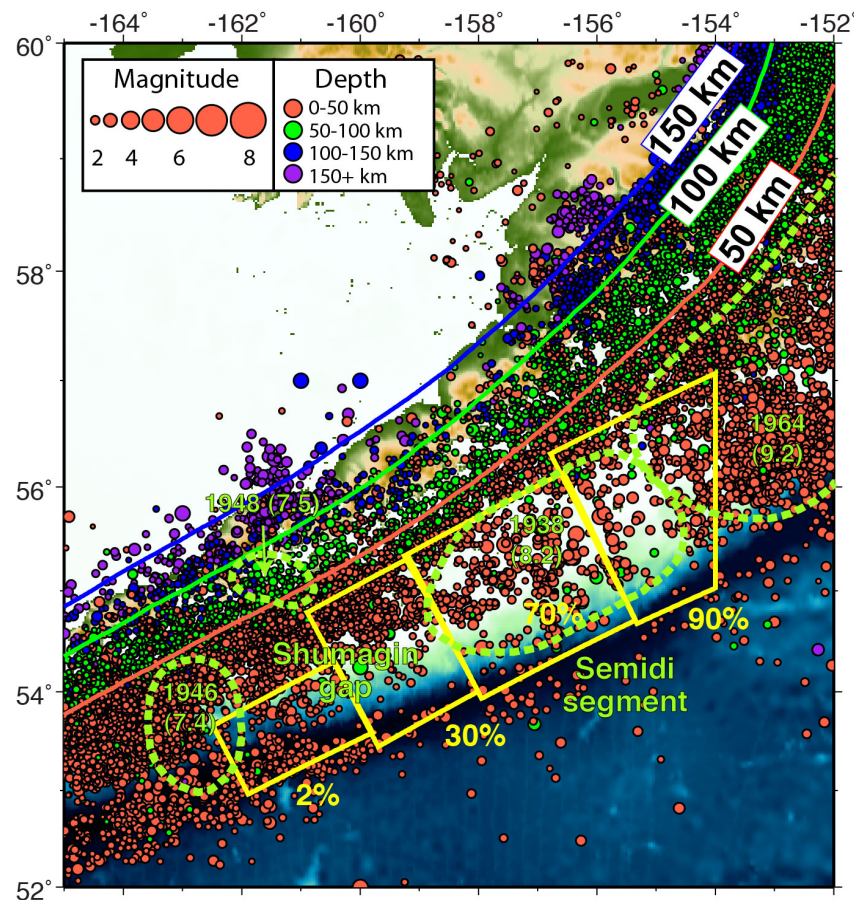 -164° -162° -160° -158° -156° -154° -152°
60°
58°
56°
54°
52°
Magnitude
2 4 6 8
Depth
0-50 km
50-100 km
100-150 km
150+ km
150 km
100 km
50 km
1964
(9.2)
1948 (7.5)
1938
(8.2)
70%
90%
Shumagin
gap
Semidi
segment
1946
(7.4)
30%
2%